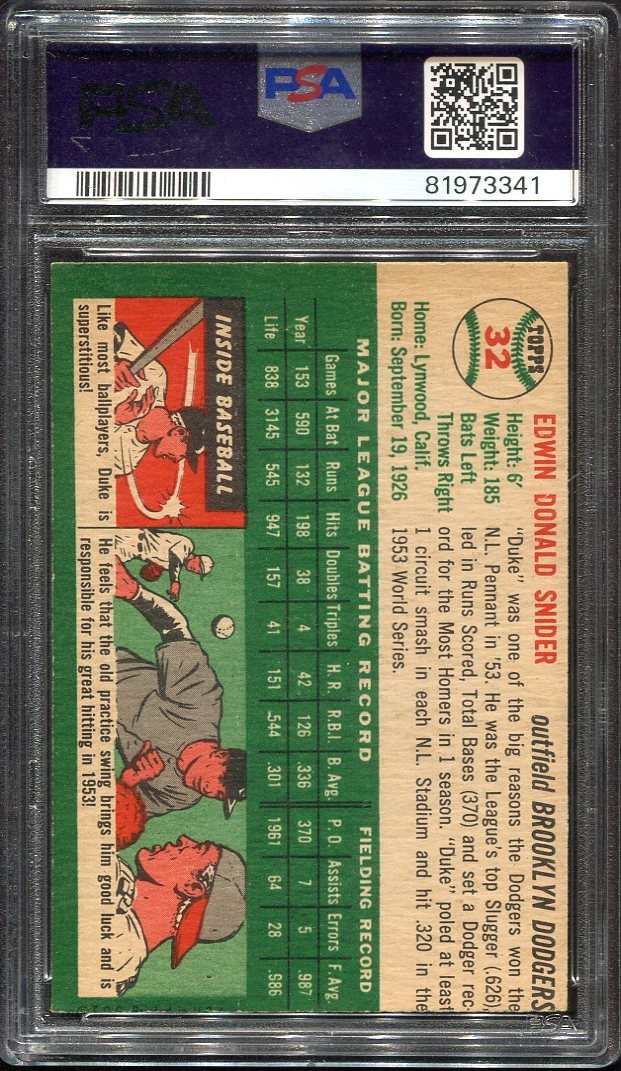 PSA
PSA
81973341
TOPPS
32
EDWIN DONALD SNIDER
outfield BROOKLYN DODGERS
Height: 6'
Weight: 185
Bats Left
Throws Right
Home: Lynwood, Calif.
Born: September 19, 1926
"Duke" was one of the big reasons the Dodgers won the
N.L. Pennant in '53. He was the League's top Slugger (.626),
led in Runs Scored, Total Bases (370) and set a Dodger rec-
ord for the Most Homers in 1 season. "Duke" poled at least
1 circuit smash in each N.L. Stadium and hit .320 in the
1953 World Series.
MAJOR LEAGUE BATTING RECORD FIELDING RECORD
Games At Bat Runs Hits Doubles Triples H.R. R.B.I. B. Avg. P.O. Assists Errors F. Avg.
Year 153 590 132 198 38 4 42 126 .336 370 7 5 .987
Life 838 3145 545 947 157 41 151 544 .301 1961 64 28 .986
INSIDE BASEBALL
Like most ballplayers, Duke is
superstitious!
He feels that the old practice swing brings him good luck and is
responsible for his great hitting in 1953!
PSA